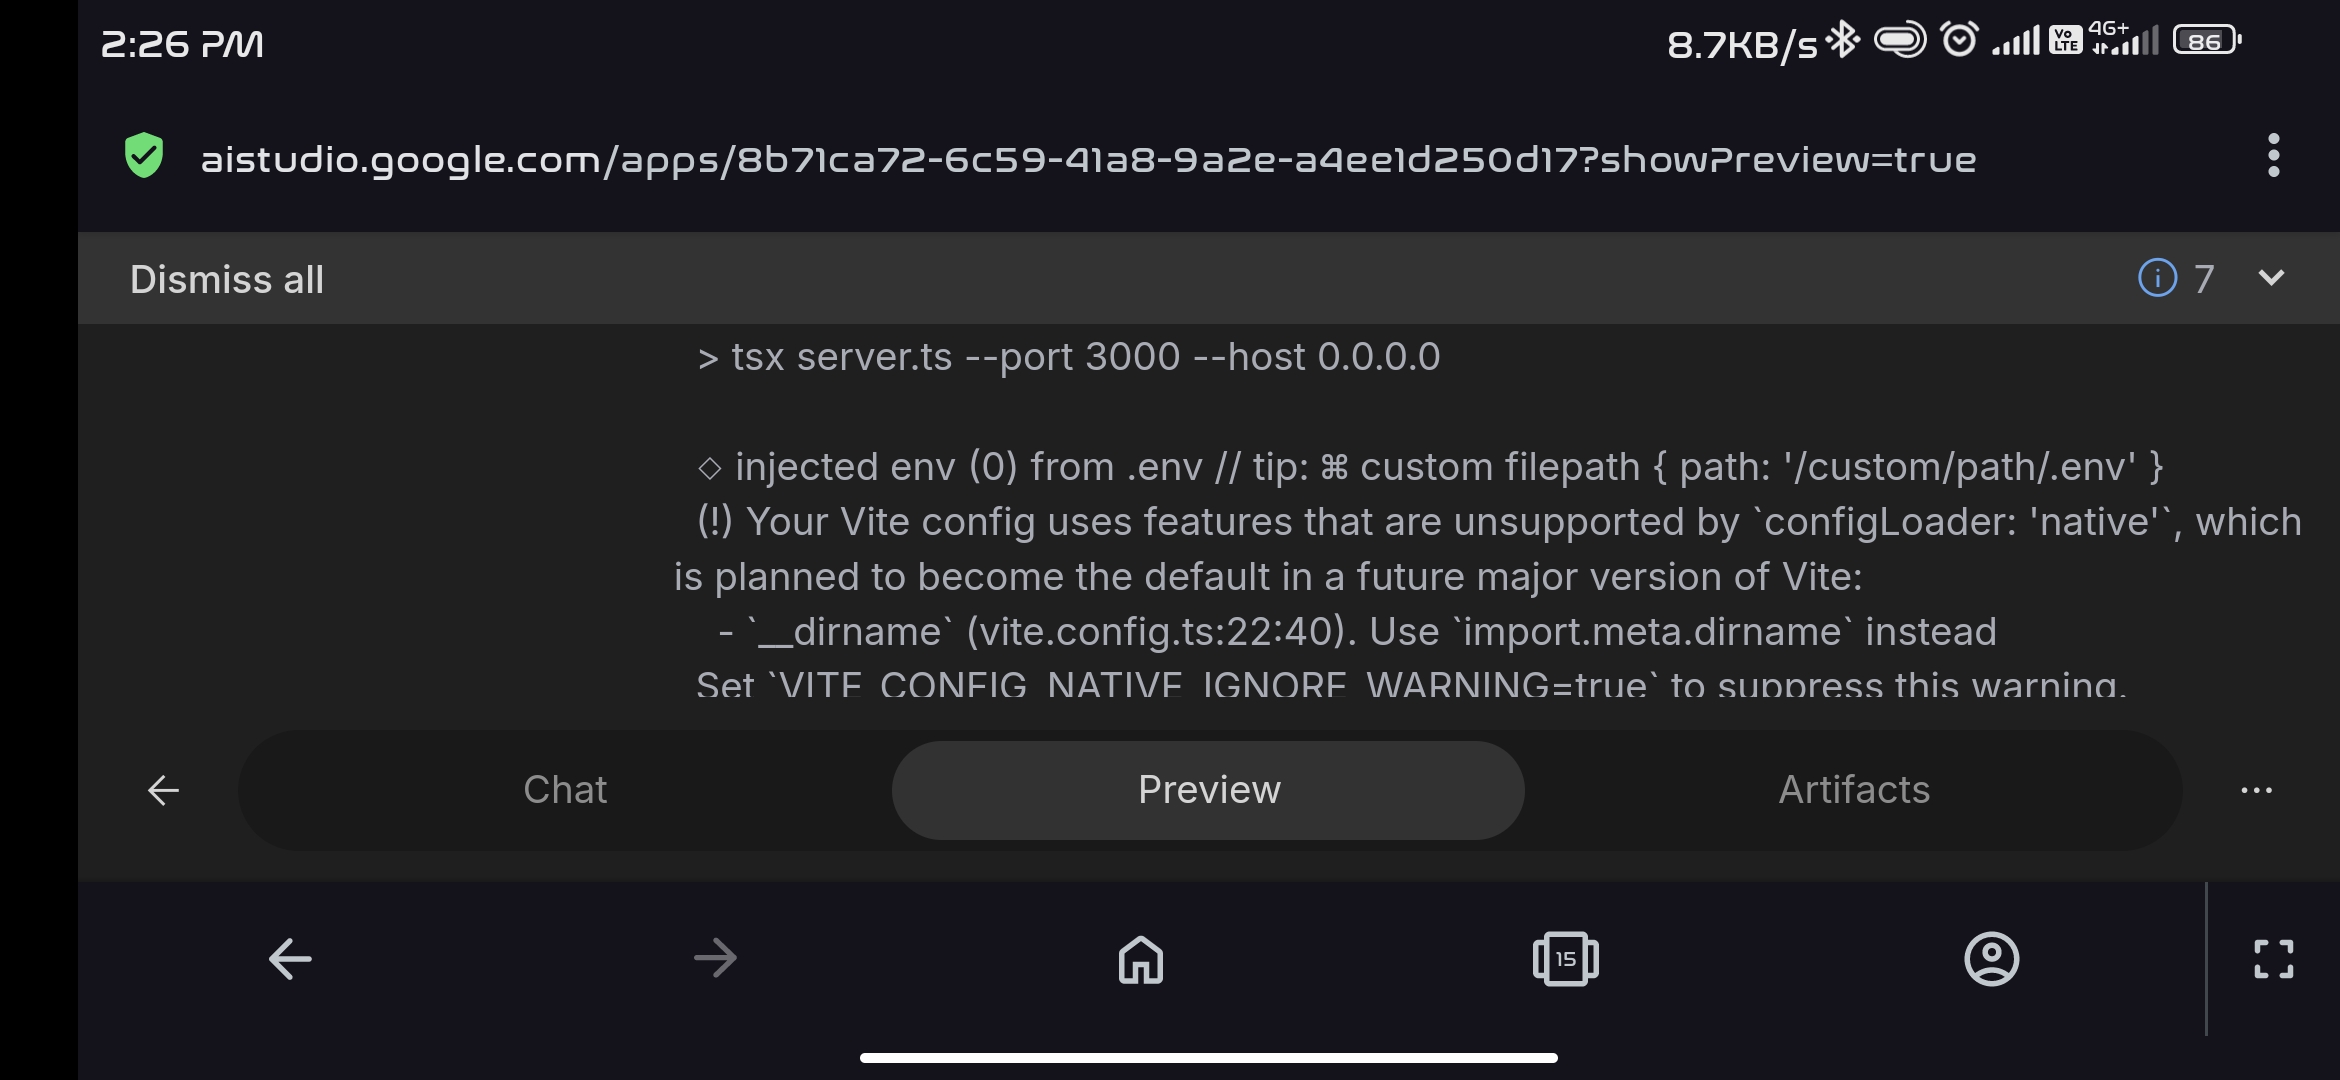 2:26 PM
8.7KB/s
Vo LTE
4G+
86
aistudio.google.com/apps/8b71ca72-6c59-41a8-9a2e-a4ee1d250d17?showPreview=true
Dismiss all
7
> tsx server.ts --port 3000 --host 0.0.0.0
◇ injected env (0) from .env // tip: ⌘ custom filepath { path: '/custom/path/.env' }
(!) Your Vite config uses features that are unsupported by `configLoader: 'native'`, which
is planned to become the default in a future major version of Vite:
- `__dirname` (vite.config.ts:22:40). Use `import.meta.dirname` instead
Set `VITE_CONFIG_NATIVE_IGNORE_WARNING=true` to suppress this warning.
Chat
Preview
Artifacts
15